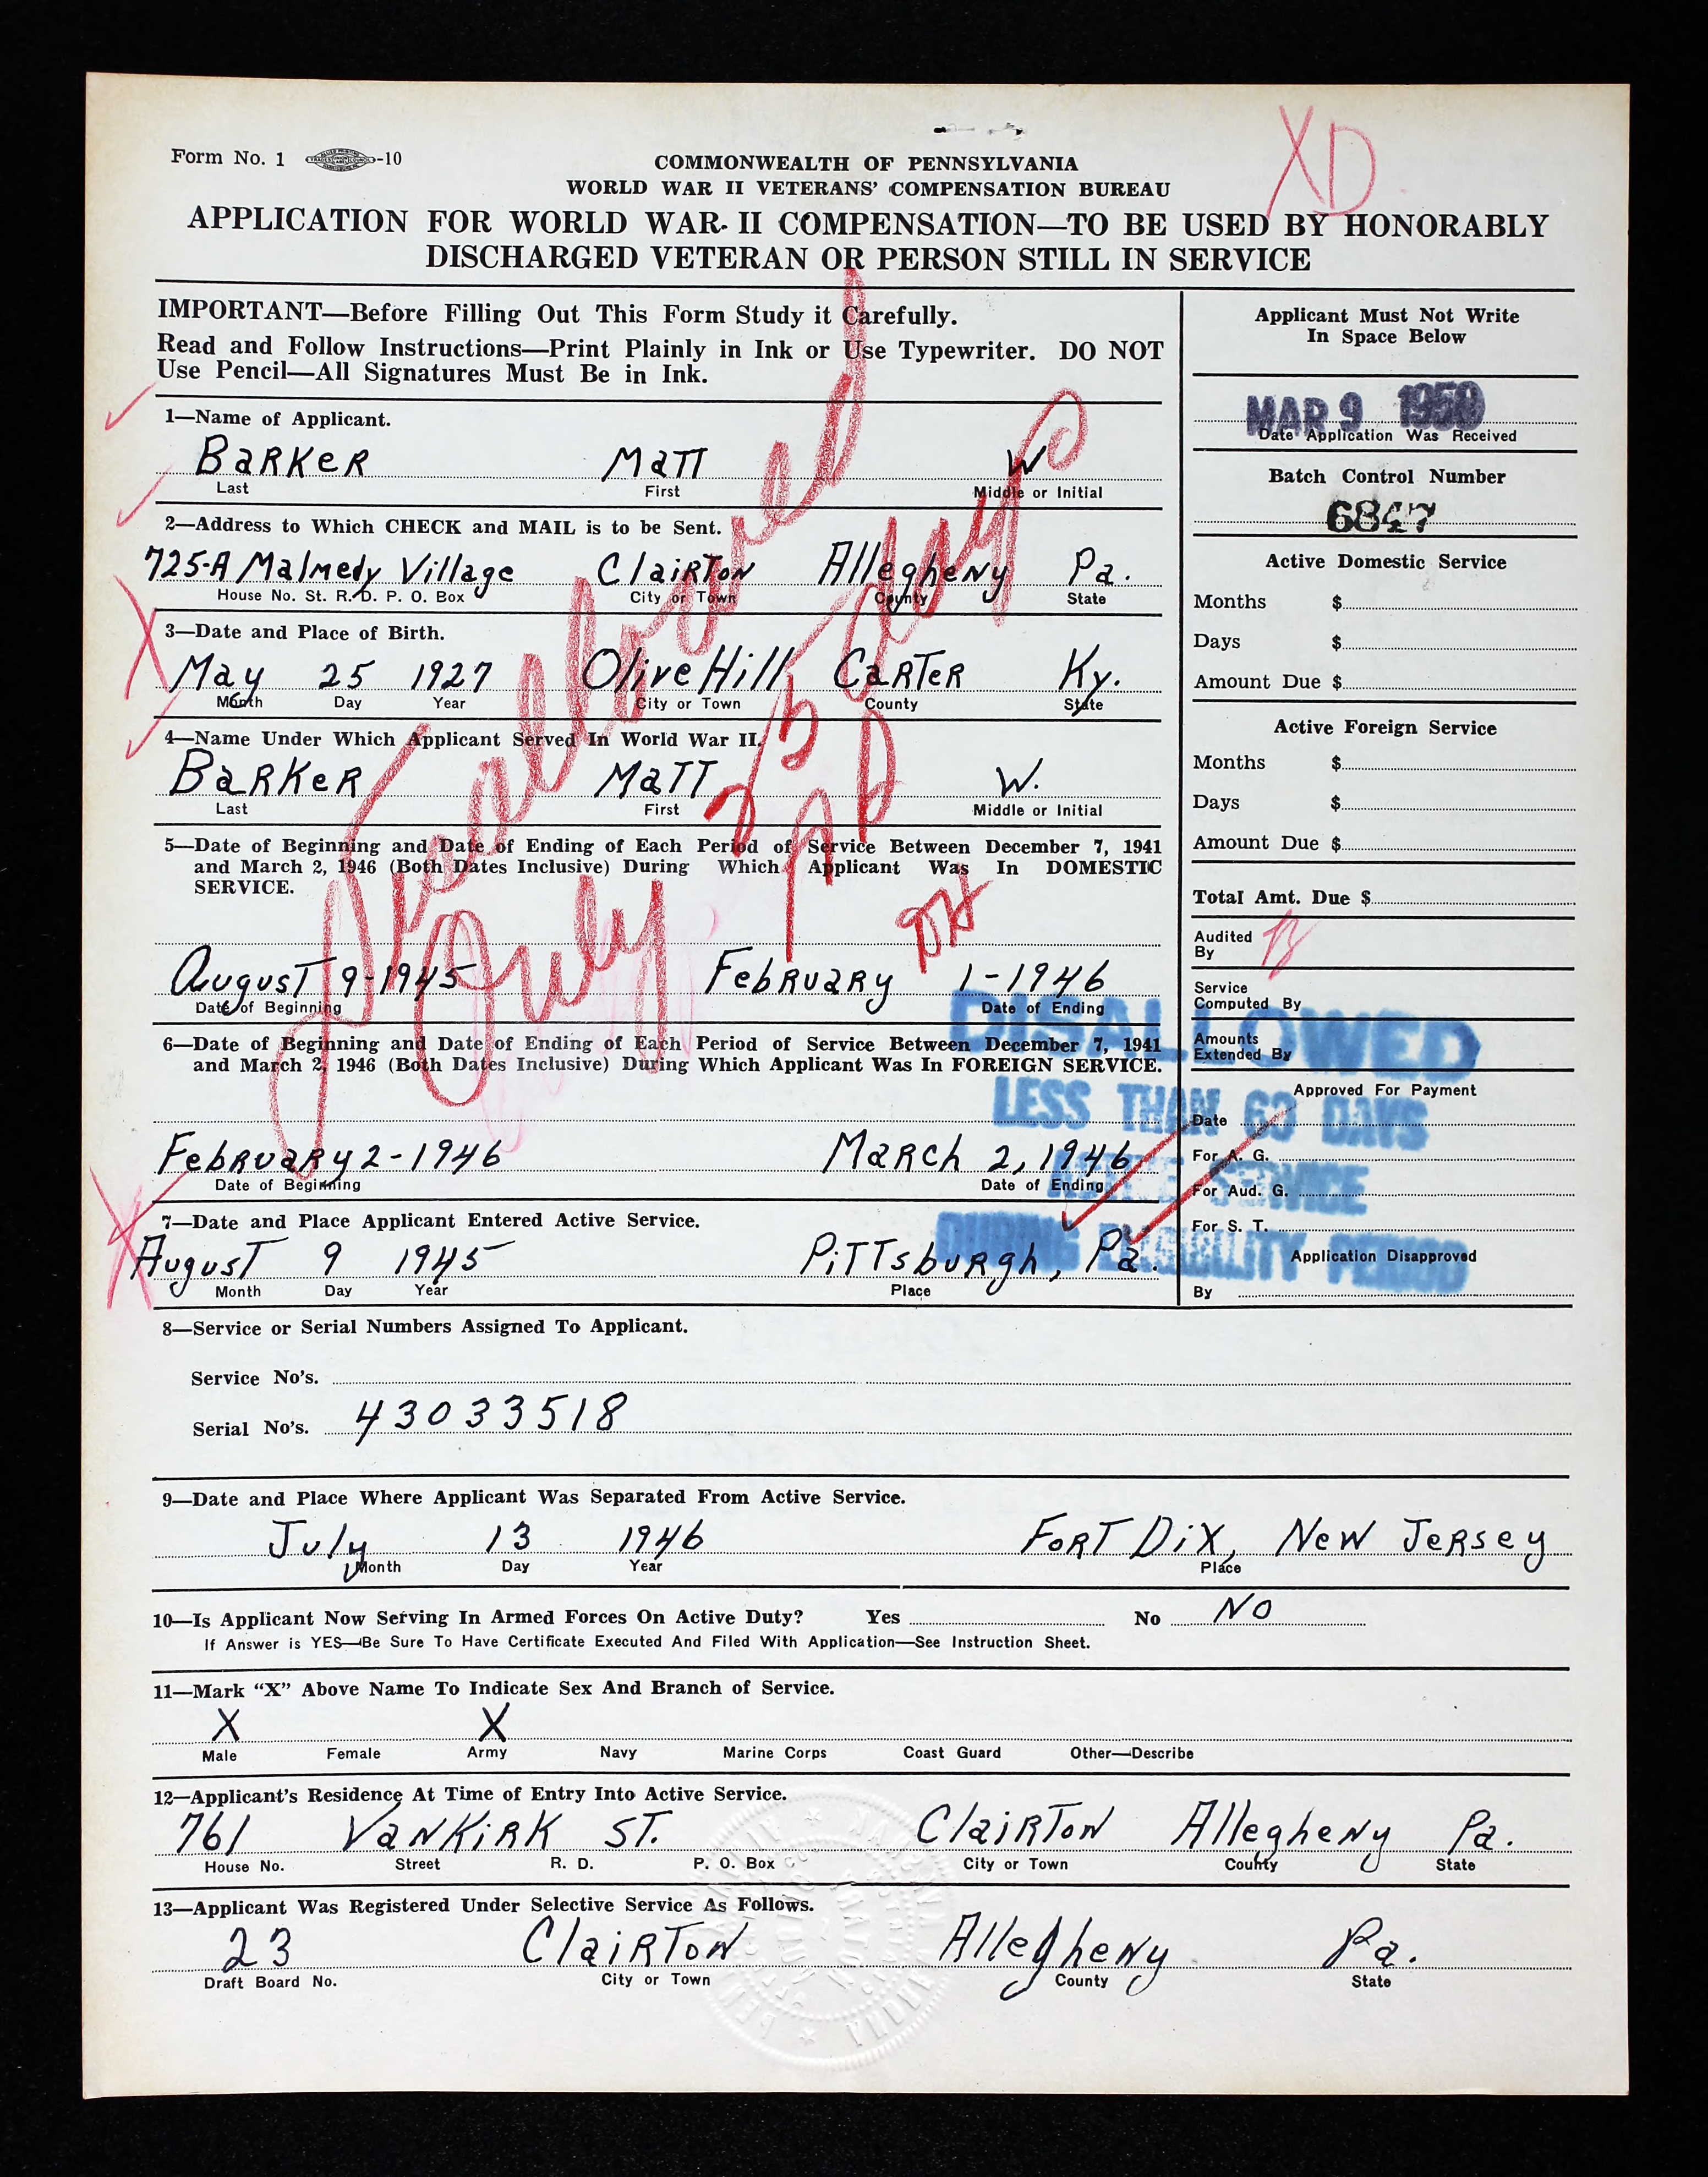 XD
Form No. 1 -10
COMMONWEALTH OF PENNSYLVANIA
WORLD WAR II VETERANS' COMPENSATION BUREAU
APPLICATION FOR WORLD WAR II COMPENSATION—TO BE USED BY HONORABLY
DISCHARGED VETERAN OR PERSON STILL IN SERVICE
IMPORTANT—Before Filling Out This Form Study it Carefully.
Read and Follow Instructions—Print Plainly in Ink or Use Typewriter. DO NOT
Use Pencil—All Signatures Must Be in Ink.
1—Name of Applicant.
BARKER MATT W
Last First Middle or Initial
2—Address to Which CHECK and MAIL is to be Sent.
725-A Malmedy Village ClaiRTON AlleghENy Pa.
House No. St. R. D. P. O. Box City or Town County State
3—Date and Place of Birth.
May 25 1927 Olive Hill CARTER Ky.
Month Day Year City or Town County State
4—Name Under Which Applicant Served In World War II.
BARKER MATT W.
Last First Middle or Initial
5—Date of Beginning and Date of Ending of Each Period of Service Between December 7, 1941
and March 2, 1946 (Both Dates Inclusive) During Which Applicant Was In DOMESTIC
SERVICE.
August 9-1945 FebRuaRy 1-1946
Date of Beginning Date of Ending
6—Date of Beginning and Date of Ending of Each Period of Service Between December 7, 1941
and March 2, 1946 (Both Dates Inclusive) During Which Applicant Was In FOREIGN SERVICE.
FebRuaRy 2-1946 MaRch 2, 1946
Date of Beginning Date of Ending
7—Date and Place Applicant Entered Active Service.
August 9 1945 PiTTsbuRgh, Pa.
Month Day Year Place
Disallowed
25 days
AD
Only
Applicant Must Not Write
In Space Below
MAR 9 1950
Date Application Was Received
Batch Control Number
6847
Active Domestic Service
Months $
Days $
Amount Due $
Active Foreign Service
Months $
Days $
Amount Due $
Total Amt. Due $
Audited
By
Service
Computed By
Amounts
Extended By
Approved For Payment
Date
For A. G.
For Aud. G.
For S. T.
Application Disapproved
By
DISALLOWED
LESS THAN 60 DAYS
ACTIVE SERVICE
DURING ELIGIBILITY PERIOD
8—Service or Serial Numbers Assigned To Applicant.
Service No's.
Serial No's. 43033518
9—Date and Place Where Applicant Was Separated From Active Service.
July 13 1946 FORT DiX, New JeRsey
Month Day Year Place
10—Is Applicant Now Serving In Armed Forces On Active Duty? Yes No NO
If Answer is YES—Be Sure To Have Certificate Executed And Filed With Application—See Instruction Sheet.
11—Mark "X" Above Name To Indicate Sex And Branch of Service.
X X
Male Female Army Navy Marine Corps Coast Guard Other—Describe
12—Applicant's Residence At Time of Entry Into Active Service.
761 VaNKiRK ST. ClaiRTON AlleghENy Pa.
House No. Street R. D. P. O. Box City or Town County State
13—Applicant Was Registered Under Selective Service As Follows.
23 ClaiRTON AlleghENy Pa.
Draft Board No. City or Town County State